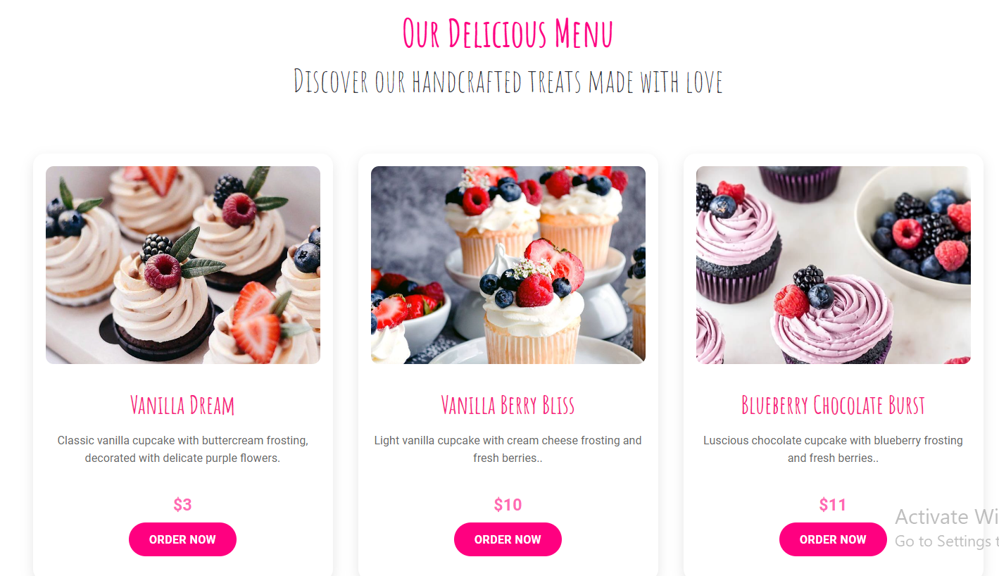 Our Delicious Menu
Discover our handcrafted treats made with love
Vanilla Dream
Classic vanilla cupcake with buttercream frosting,
decorated with delicate purple flowers.
$3
ORDER NOW
Vanilla Berry Bliss
Light vanilla cupcake with cream cheese frosting and
fresh berries..
$10
ORDER NOW
Blueberry Chocolate Burst
Luscious chocolate cupcake with blueberry frosting
and fresh berries..
$11
ORDER NOW
Activate Wi
Go to Settings t